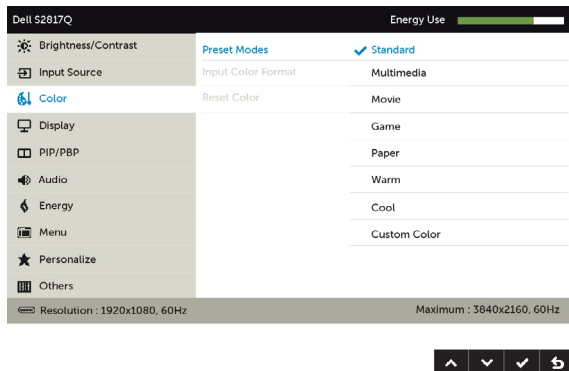 Dell S2817Q
Energy Use
Brightness/Contrast
Input Source
Color
Display
PIP/PBP
Audio
Energy
Menu
Personalize
Others
Preset Modes
Input Color Format
Reset Color
Standard
Multimedia
Movie
Game
Paper
Warm
Cool
Custom Color
Resolution : 1920x1080, 60Hz
Maximum : 3840x2160, 60Hz